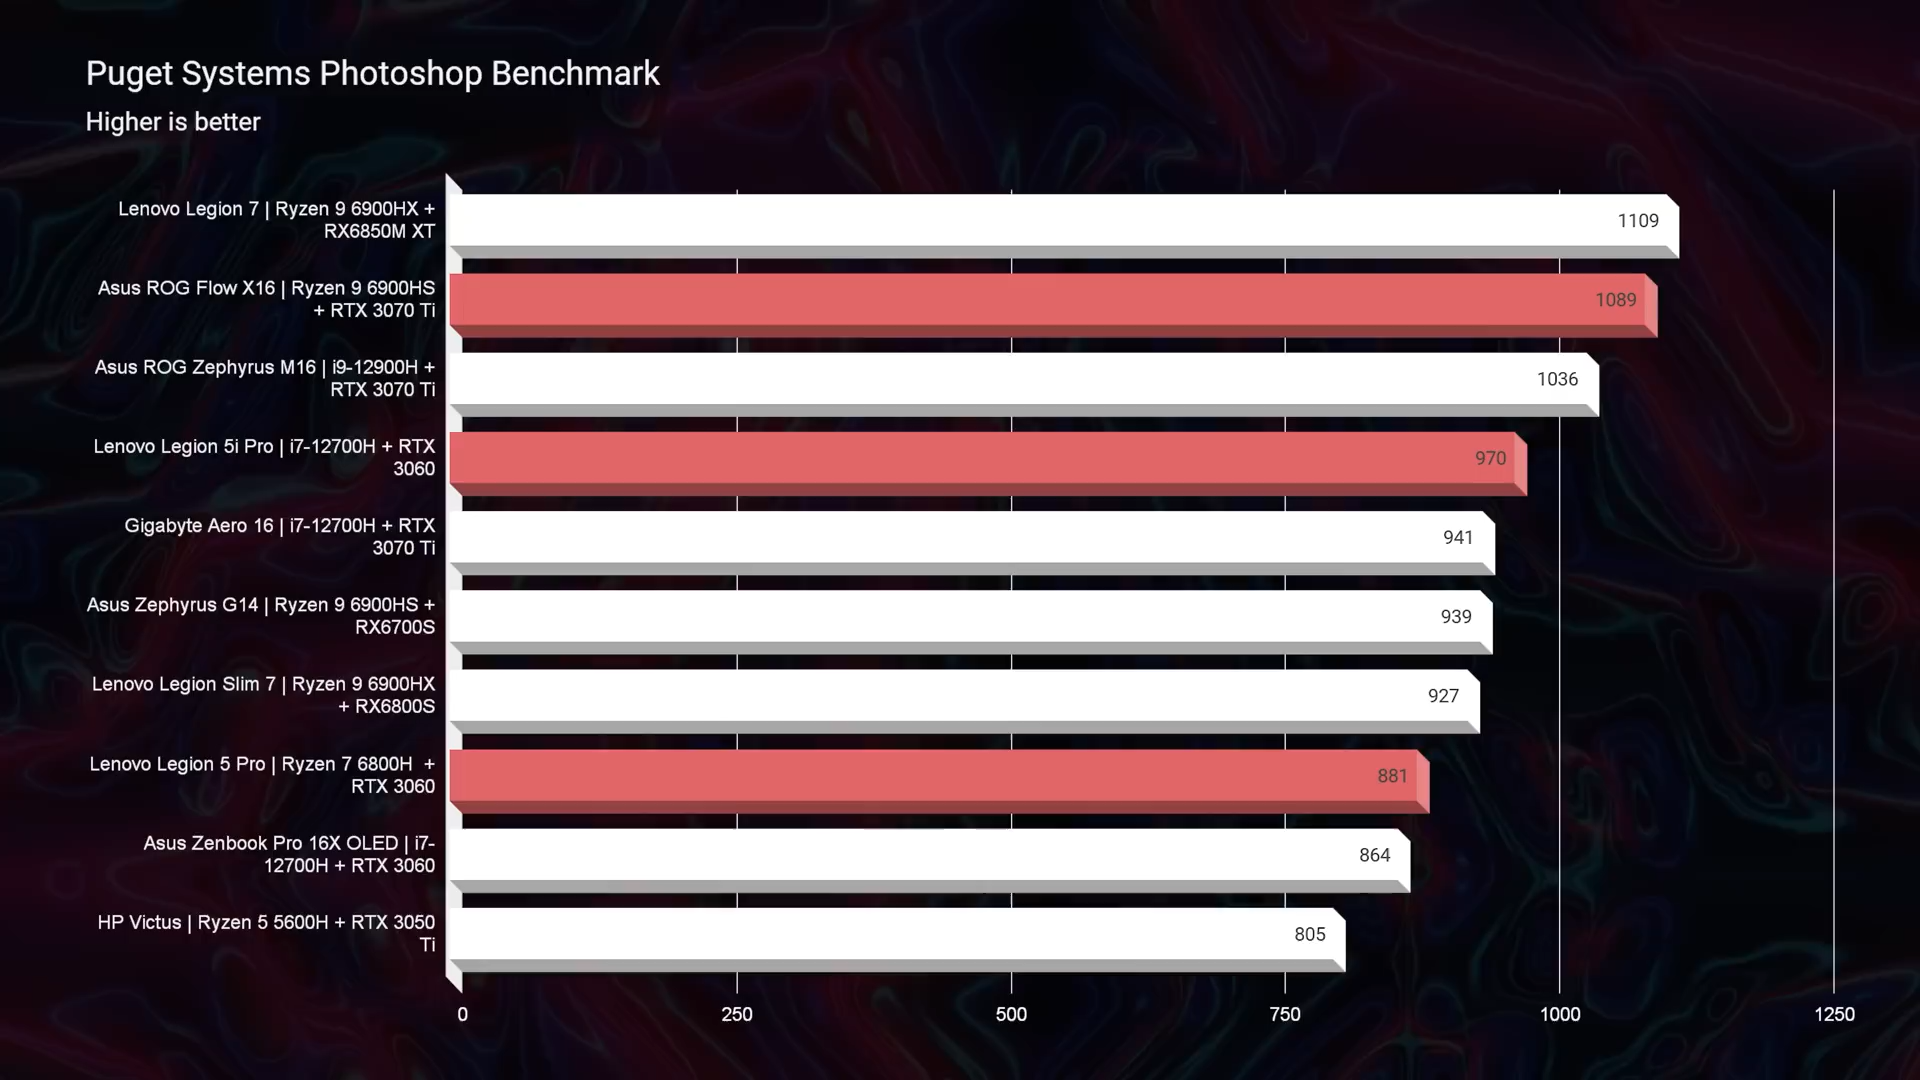 Puget Systems Photoshop Benchmark
Higher is better
Lenovo Legion 7 | Ryzen 9 6900HX +
RX6850M XT
1109
Asus ROG Flow X16 | Ryzen 9 6900HS
+ RTX 3070 Ti
1089
Asus ROG Zephyrus M16 | i9-12900H +
RTX 3070 Ti
1036
Lenovo Legion 5i Pro | i7-12700H + RTX
3060
970
Gigabyte Aero 16 | i7-12700H + RTX
3070 Ti
941
Asus Zephyrus G14 | Ryzen 9 6900HS +
RX6700S
939
Lenovo Legion Slim 7 | Ryzen 9 6900HX
+ RX6800S
927
Lenovo Legion 5 Pro | Ryzen 7 6800H  +
RTX 3060
881
Asus Zenbook Pro 16X OLED | i7-
12700H + RTX 3060
864
HP Victus | Ryzen 5 5600H + RTX 3050
Ti
805
0 250 500 750 1000 1250